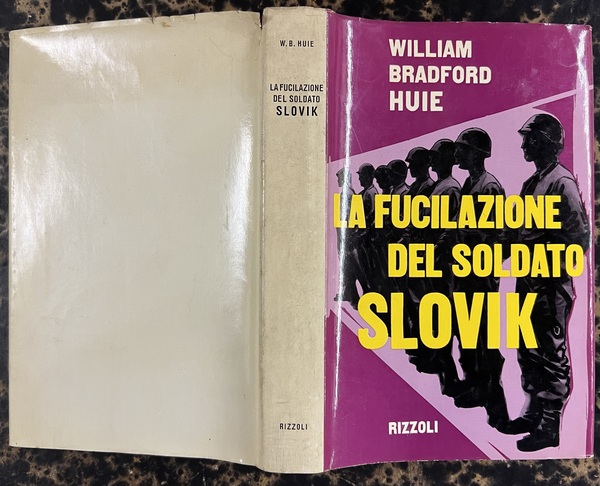 W. B. HUIE
LA FUCILAZIONE
DEL SOLDATO
SLOVIK
RIZZOLI
WILLIAM
BRADFORD
HUIE
LA FUCILAZIONE
DEL SOLDATO
SLOVIK
RIZZOLI